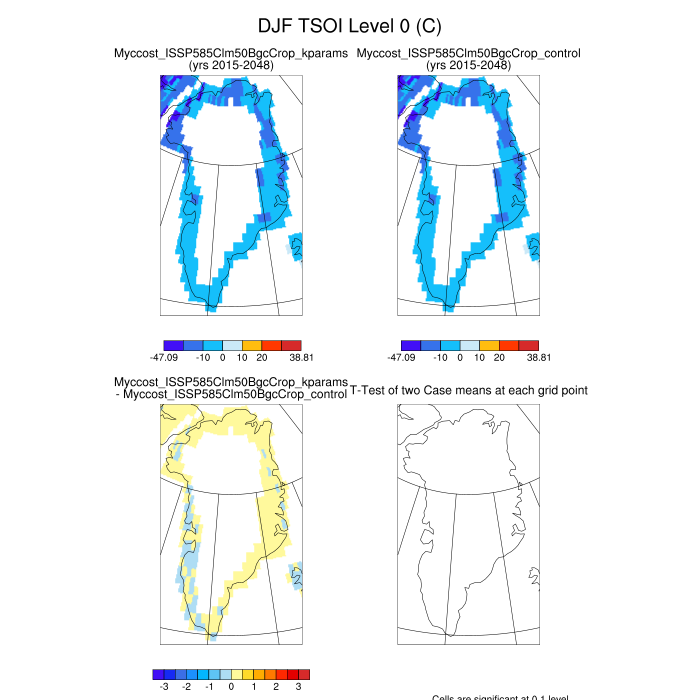 DJF TSOI Level 0 (C)
Myccost_ISSP585Clm50BgcCrop_kparams
(yrs 2015-2048)
Myccost_ISSP585Clm50BgcCrop_control
(yrs 2015-2048)
-47.09 -10 0 10 20 38.81
-47.09 -10 0 10 20 38.81
Myccost_ISSP585Clm50BgcCrop_kparams
- Myccost_ISSP585Clm50BgcCrop_control
T-Test of two Case means at each grid point
-3 -2 -1 0 1 2 3
Cells are significant at 0.1 level